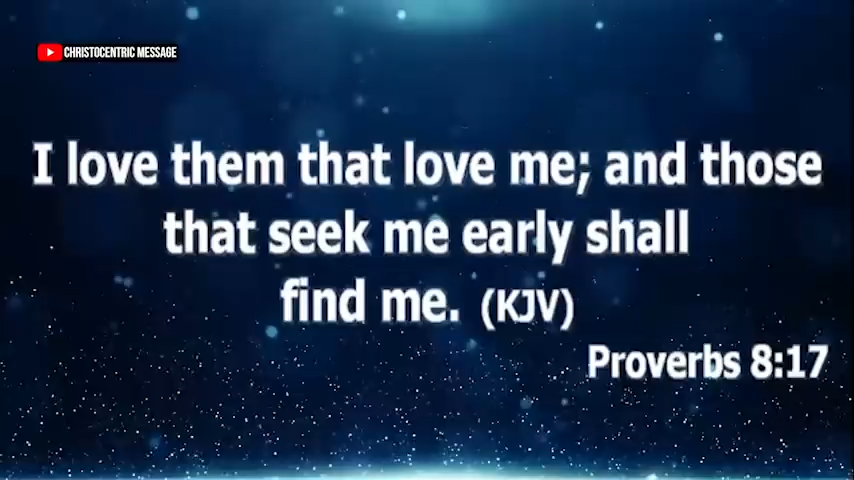 CHRISTOCENTRIC MESSAGE
I love them that love me; and those
that seek me early shall
find me. (KJV)
Proverbs 8:17